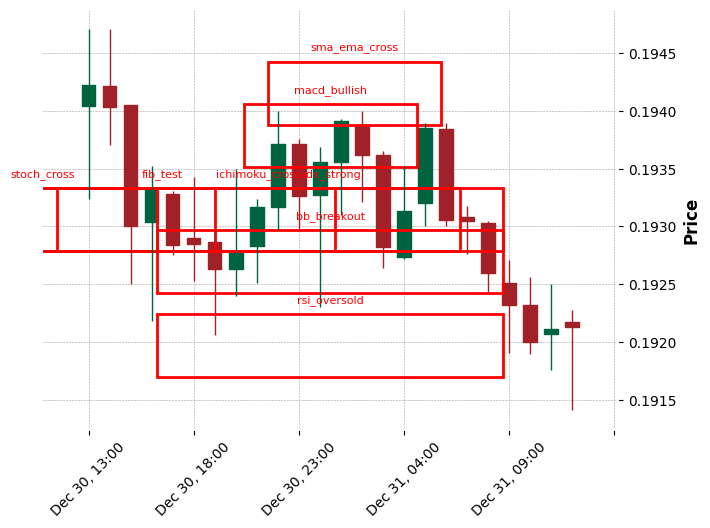 sma_ema_cross
0.1945
macd_bullish
0.1940
0.1935
stoch_cross
fib_test
0.1930
bb_breakout
Price
0.1925
rsi_oversold
0.1920
0.1915
Dec 30, 13:00
Dec 30, 18:00
Dec 30, 23:00
Dec 31, 04:00
Dec 31, 09:00